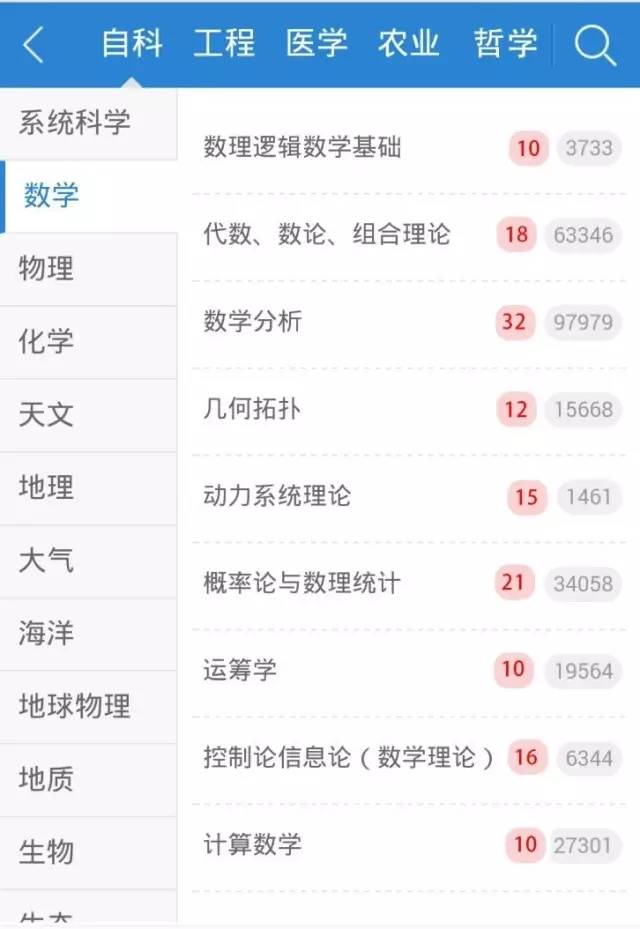 自科 工程 医学 农业 哲学
系统科学
数学
物理
化学
天文
地理
大气
海洋
地球物理
地质
生物
生态
数理逻辑数学基础 10 3733
代数、数论、组合理论 18 63346
数学分析 32 97979
几何拓扑 12 15668
动力系统理论 15 1461
概率论与数理统计 21 34058
运筹学 10 19564
控制论信息论（数学理论） 16 6344
计算数学 10 27301